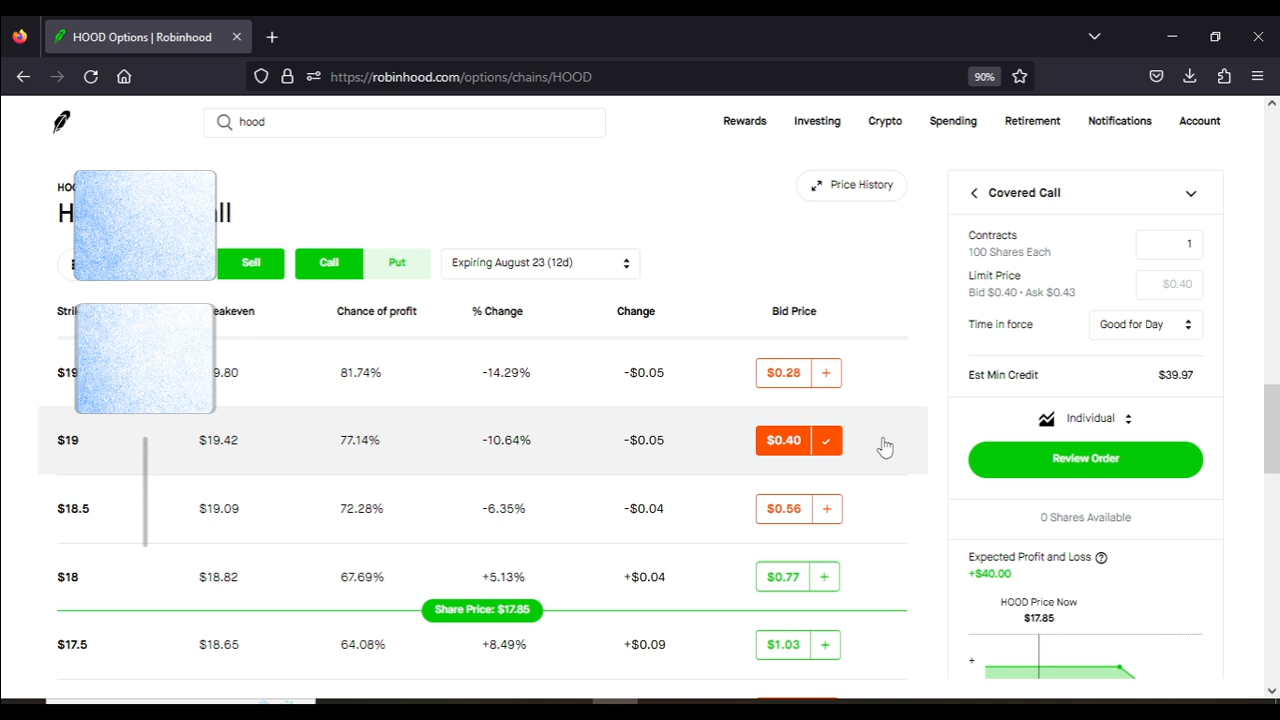 HOOD Options | Robinhood
https://robinhood.com/options/chains/HOOD
90%
hood
Rewards Investing Crypto Spending Retirement Notifications Account
Price History
Sell Call Put Expiring August 23 (12d)
Chance of profit % Change Change Bid Price
81.74% -14.29% -$0.05 $0.28 +
$19 $19.42 77.14% -10.64% -$0.05 $0.40
$18.5 $19.09 72.28% -6.35% -$0.04 $0.56 +
$18 $18.82 67.69% +5.13% +$0.04 $0.77 +
Share Price: $17.85
$17.5 $18.65 64.08% +8.49% +$0.09 $1.03 +
Covered Call
Contracts
100 Shares Each
1
Limit Price
Bid $0.40 • Ask $0.43
$0.40
Time in force Good for Day
Est Min Credit $39.97
Individual
Review Order
0 Shares Available
Expected Profit and Loss
+$40.00
HOOD Price Now
$17.85
+